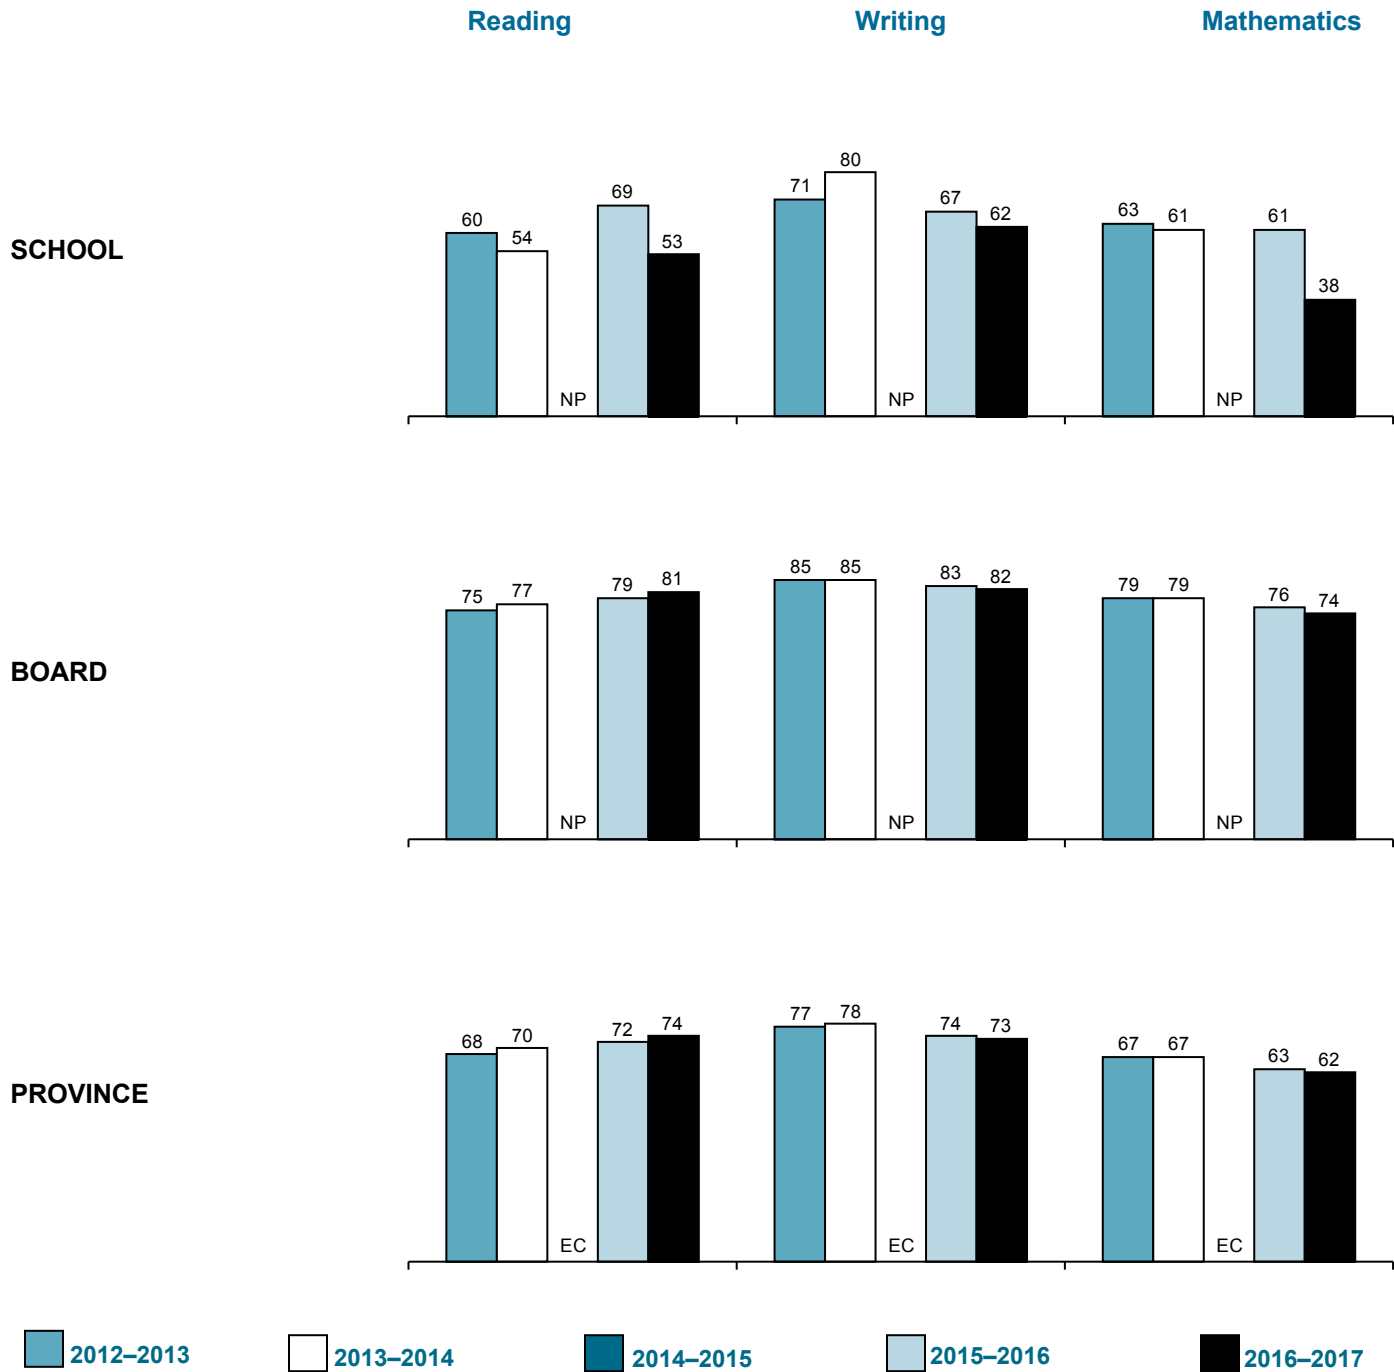 Reading Writing Mathematics
SCHOOL
60 54 NP 69 53 71 80 NP 67 62 63 61 NP 61 38
BOARD
75 77 NP 79 81 85 85 NP 83 82 79 79 NP 76 74
PROVINCE
68 70 EC 72 74 77 78 EC 74 73 67 67 EC 63 62
2012–2013 2013–2014 2014–2015 2015–2016 2016–2017